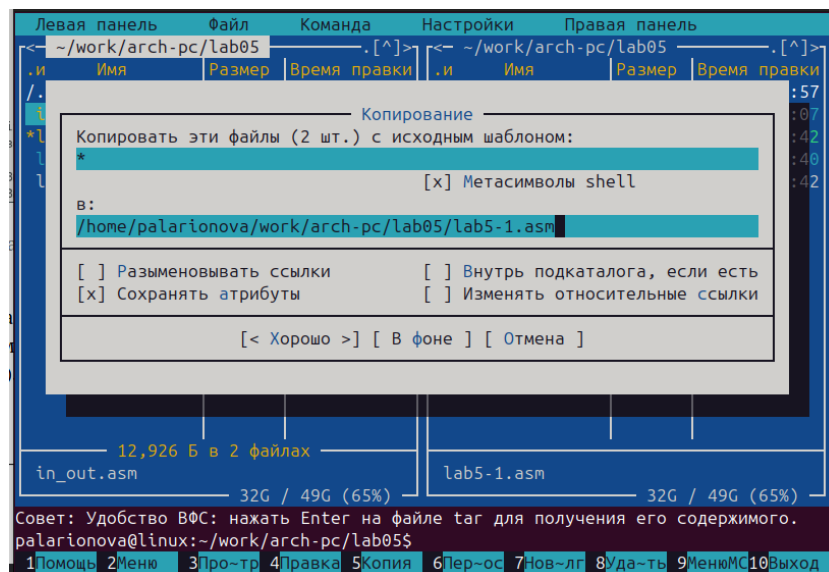 Левая панель Файл Команда Настройки Правая панель
<— ~/work/arch-pc/lab05 .[^]> <— ~/work/arch-pc/lab05 .[^]>
.и Имя Размер Время правки .и Имя Размер Время правки
/. :57
i :07
*l :42
l :40
l :42
Копирование
Копировать эти файлы (2 шт.) с исходным шаблоном:
*
[x] Метасимволы shell
в:
/home/palarionova/work/arch-pc/lab05/lab5-1.asm
[ ] Разыменовывать ссылки [ ] Внутрь подкаталога, если есть
[x] Сохранять атрибуты [ ] Изменять относительные ссылки
[< Хорошо >] [ В фоне ] [ Отмена ]
12,926 Б в 2 файлах
in_out.asm lab5-1.asm
32G / 49G (65%) 32G / 49G (65%)
Совет: Удобство ВФС: нажать Enter на файле tar для получения его содержимого.
palarionova@linux:~/work/arch-pc/lab05$
1Помощь 2Меню 3Про~тр 4Правка 5Копия 6Пер~ос 7Нов~лг 8Уда~ть 9МенюМС 10Выход